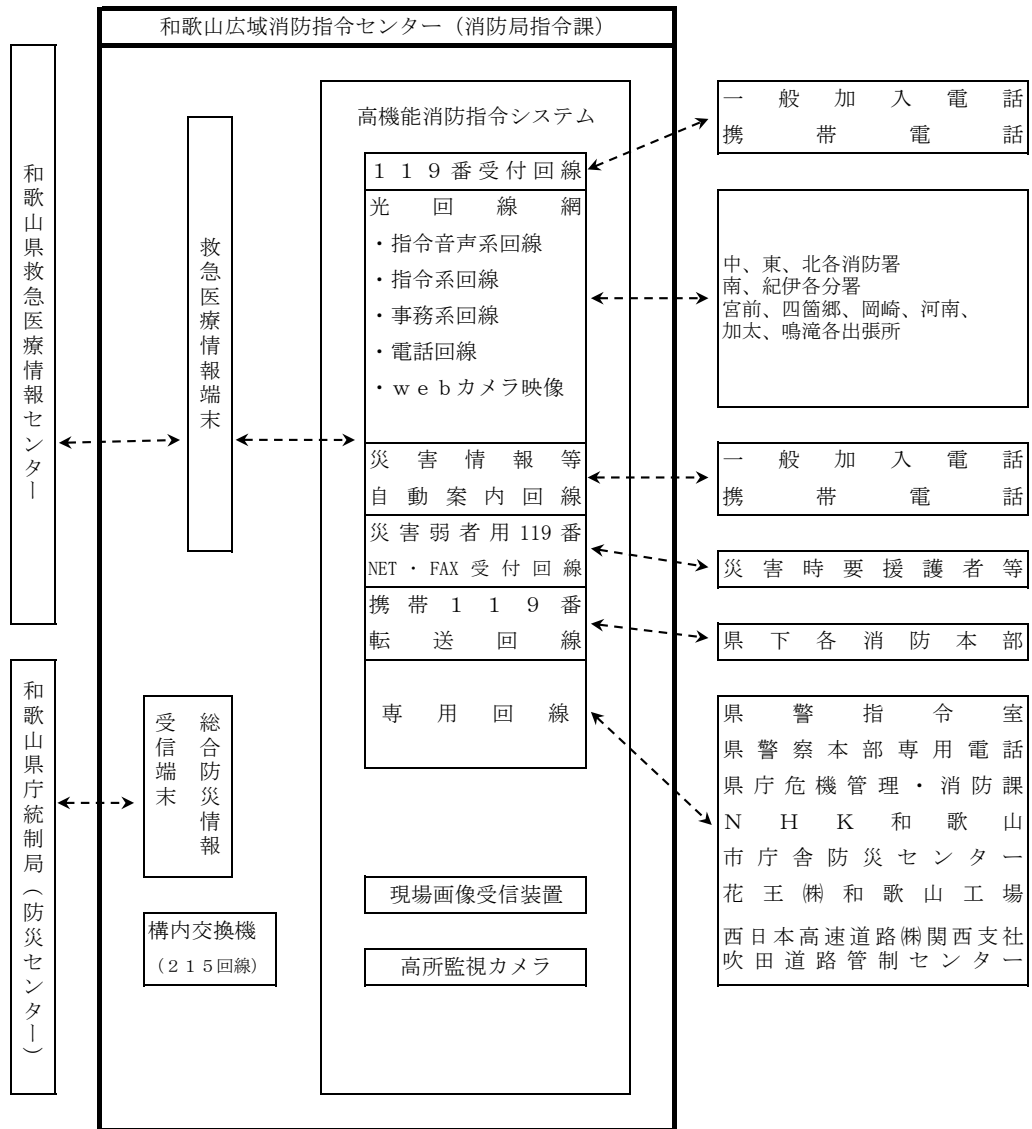 和歌山広域消防指令センター（消防局指令課）
和歌山県救急医療情報センター
救急医療情報端末
高機能消防指令システム
１１９番受付回線
光回線網
・指令音声系回線
・指令系回線
・事務系回線
・電話回線
・ｗｅｂカメラ映像
災害情報等
自動案内回線
災害弱者用119番
NET・FAX受付回線
携帯１１９番
転送回線
専用回線
現場画像受信装置
高所監視カメラ
一般加入電話
携帯電話
中、東、北各消防署
南、紀伊各分署
宮前、四箇郷、岡崎、河南、
加太、鳴滝各出張所
一般加入電話
携帯電話
災害時要援護者等
県下各消防本部
県警指令室
県警察本部専用電話
県庁危機管理・消防課
ＮＨＫ和歌山
市庁舎防災センター
花王㈱和歌山工場
西日本高速道路㈱関西支社
吹田道路管制センター
和歌山県庁統制局（防災センター）
総合防災情報
受信端末
構内交換機
（２１５回線）